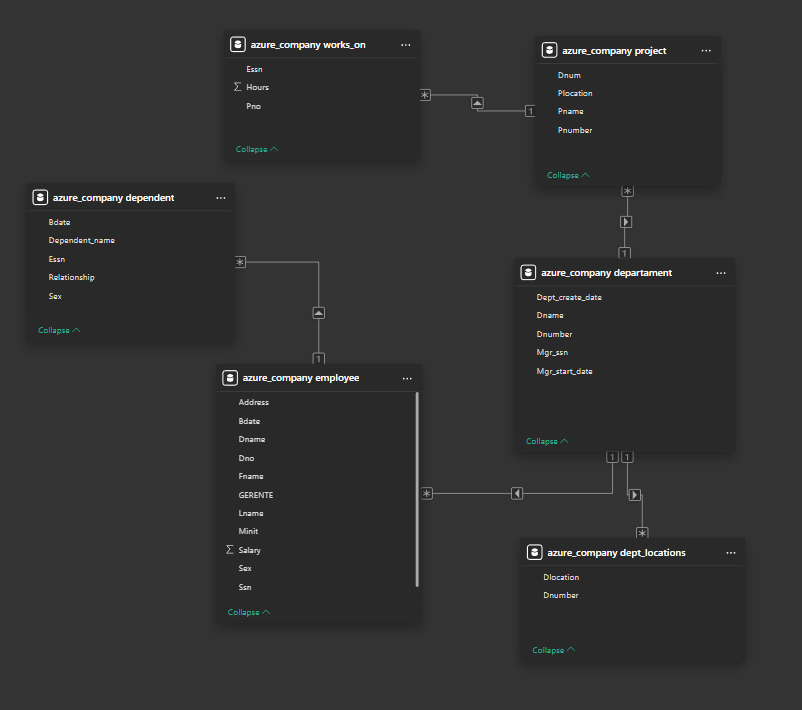 azure_company works_on
...
Essn
Σ Hours
Pno
Collapse
azure_company project
...
Dnum
Plocation
Pname
Pnumber
Collapse
* 1
azure_company dependent
...
Bdate
Dependent_name
Essn
Relationship
Sex
Collapse
*
1
*
1
azure_company departament
...
Dept_create_date
Dname
Dnumber
Mgr_ssn
Mgr_start_date
Collapse
azure_company employee
...
Address
Bdate
Dname
Dno
Fname
GERENTE
Lname
Minit
Σ Salary
Sex
Ssn
Collapse
1 1
*
*
azure_company dept_locations
...
Dlocation
Dnumber
Collapse